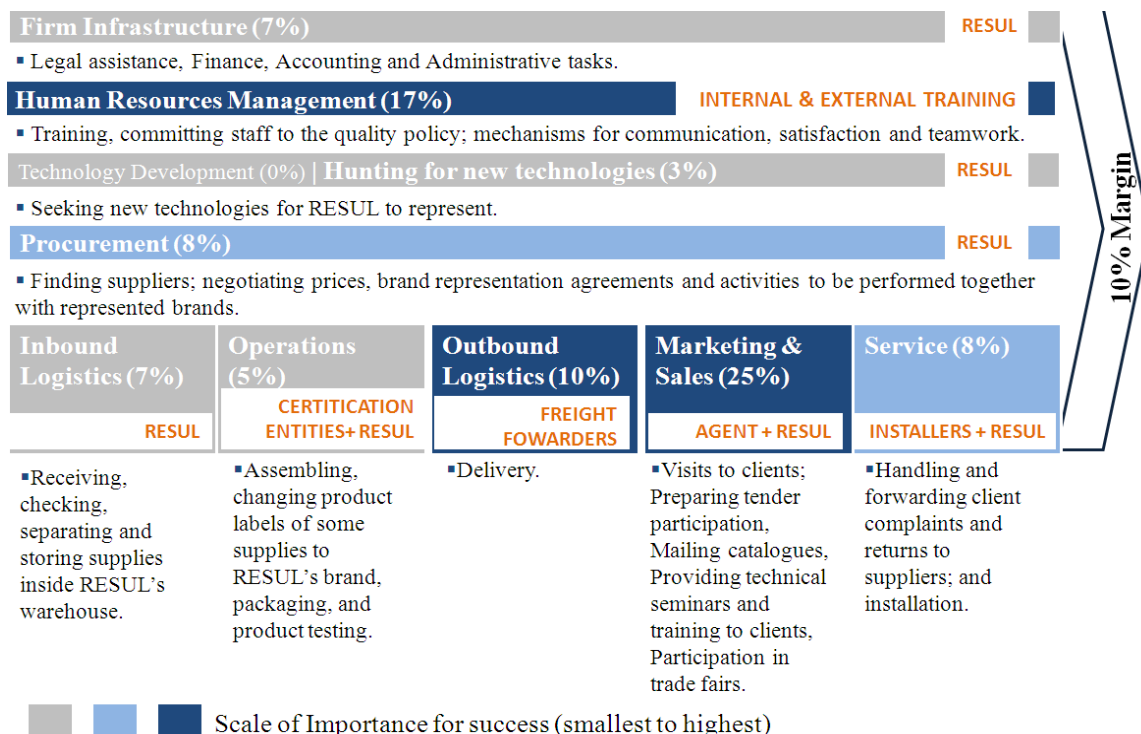 Firm Infrastructure (7%) RESUL
▪ Legal assistance, Finance, Accounting and Administrative tasks.
Human Resources Management (17%) INTERNAL & EXTERNAL TRAINING
▪ Training, committing staff to the quality policy; mechanisms for communication, satisfaction and teamwork.
Technology Development (0%) | Hunting for new technologies (3%) RESUL
▪ Seeking new technologies for RESUL to represent.
Procurement (8%) RESUL
▪ Finding suppliers; negotiating prices, brand representation agreements and activities to be performed together
with represented brands.
10% Margin
Inbound
Logistics (7%)
RESUL
▪Receiving,
checking,
separating and
storing supplies
inside RESUL's
warehouse.
Operations
(5%)
CERTITICATION
ENTITIES+ RESUL
▪Assembling,
changing product
labels of some
supplies to
RESUL's brand,
packaging, and
product testing.
Outbound
Logistics (10%)
FREIGHT
FOWARDERS
▪Delivery.
Marketing &
Sales (25%)
AGENT + RESUL
▪Visits to clients;
Preparing tender
participation,
Mailing catalogues,
Providing technical
seminars and
training to clients,
Participation in
trade fairs.
Service (8%)
INSTALLERS + RESUL
▪Handling and
forwarding client
complaints and
returns to
suppliers; and
installation.
Scale of Importance for success (smallest to highest)